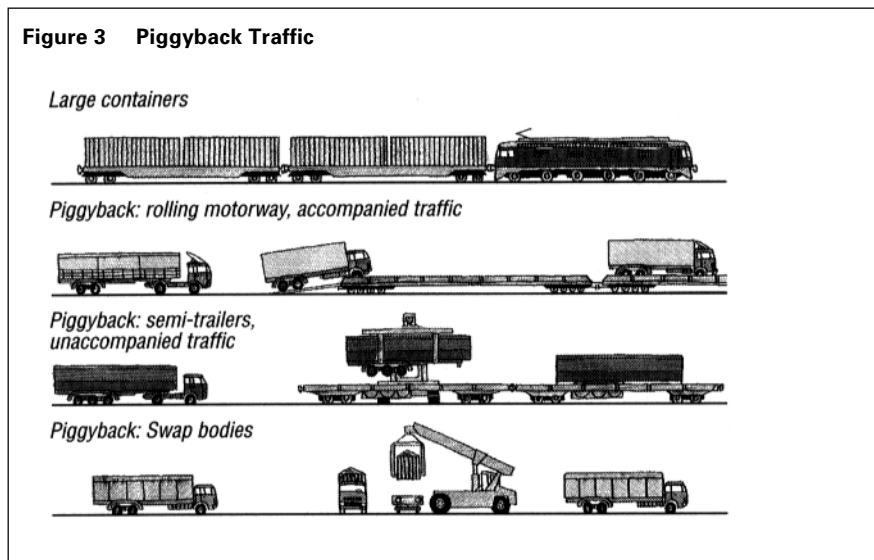 Figure 3 Piggyback Traffic
Large containers
Piggyback: rolling motorway, accompanied traffic
Piggyback: semi-trailers,
unaccompanied traffic
Piggyback: Swap bodies